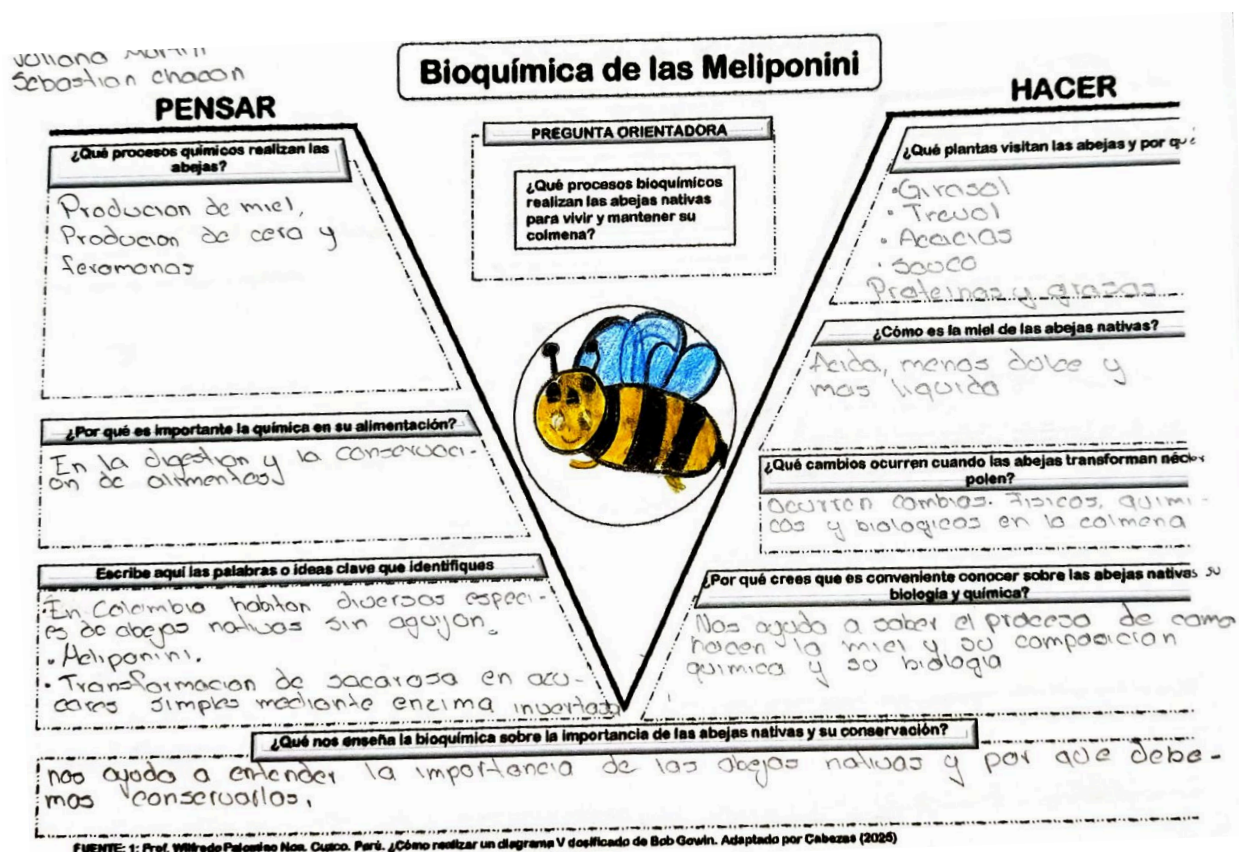 Sebastian chacon
Bioquímica de las Meliponini
PENSAR
¿Qué procesos químicos realizan las
abejas?
Producion de miel,
Producion de cera y
feromonas
¿Por qué es importante la química en su alimentación?
En la digestion y la conservaci-
on de alimentos
Escribe aquí las palabras o ideas clave que identifiques
En Colombia habitan diversas especi-
es de abejas nativas sin aguijon.
• Meliponini.
• Transformacion de sacarosa en azu-
cares simples mediante enzima invertasa
PREGUNTA ORIENTADORA
¿Qué procesos bioquímicos
realizan las abejas nativas
para vivir y mantener su
colmena?
HACER
¿Qué plantas visitan las abejas y por qué
• Girasol
• Trevol
• Acacias
• sauco
Proteinas y grasas
¿Cómo es la miel de las abejas nativas?
Acida, menos dulce y
mas liquida
¿Qué cambios ocurren cuando las abejas transforman néctar
polen?
Ocurren cambios. Fisicos, quimi-
cos y biologicos en la colmena
¿Por qué crees que es conveniente conocer sobre las abejas nativas su
biología y química?
Nos ayuda a saber el proceso de como
hacen la miel y su composicion
quimica y su biologia
¿Qué nos enseña la bioquímica sobre la importancia de las abejas nativas y su conservación?
nos ayuda a entender la importancia de las abejas nativas y por que debe-
mos conservarlas.
FUENTE: 1: Prof. Wilfredo Palomino Noa. Cusco. Perú. ¿Cómo realizar un diagrama V dosificado de Bob Gowin. Adaptado por Cabezas (2025)